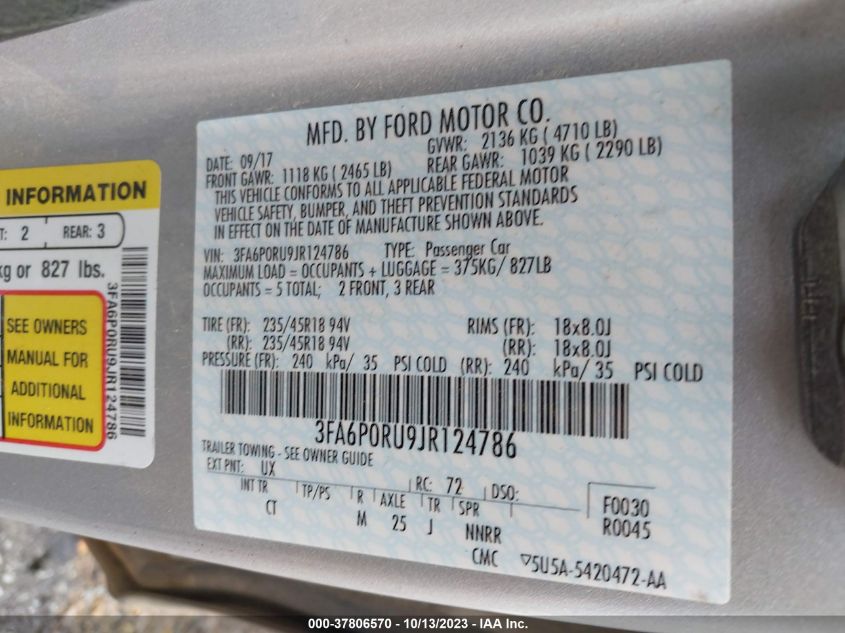 INFORMATION
T: 2 REAR: 3
kg or 827 lbs.
SEE OWNERS
MANUAL FOR
ADDITIONAL
INFORMATION
3FA6P0RU9JR124786
MFD. BY FORD MOTOR CO.
DATE: 09/17 GVWR: 2136 KG ( 4710 LB)
FRONT GAWR: 1118 KG ( 2465 LB) REAR GAWR: 1039 KG ( 2290 LB)
THIS VEHICLE CONFORMS TO ALL APPLICABLE FEDERAL MOTOR
VEHICLE SAFETY, BUMPER, AND THEFT PREVENTION STANDARDS
IN EFFECT ON THE DATE OF MANUFACTURE SHOWN ABOVE.
VIN: 3FA6P0RU9JR124786 TYPE: Passenger Car
MAXIMUM LOAD = OCCUPANTS + LUGGAGE = 375KG/ 827LB
OCCUPANTS = 5 TOTAL; 2 FRONT, 3 REAR
TIRE (FR): 235/45R18 94V RIMS (FR): 18x8.0J
(RR): 235/45R18 94V (RR): 18x8.0J
PRESSURE (FR): 240 kPa/ 35 PSI COLD (RR): 240 kPa/ 35 PSI COLD
3FA6P0RU9JR124786
TRAILER TOWING - SEE OWNER GUIDE
EXT PNT: UX RC: 72 DSO:
INT TR TP/PS R AXLE TR SPR F0030
CT M 25 J NNRR R0045
CMC ▽5U5A-5420472-AA
000-37806570 - 10/13/2023 - IAA Inc.